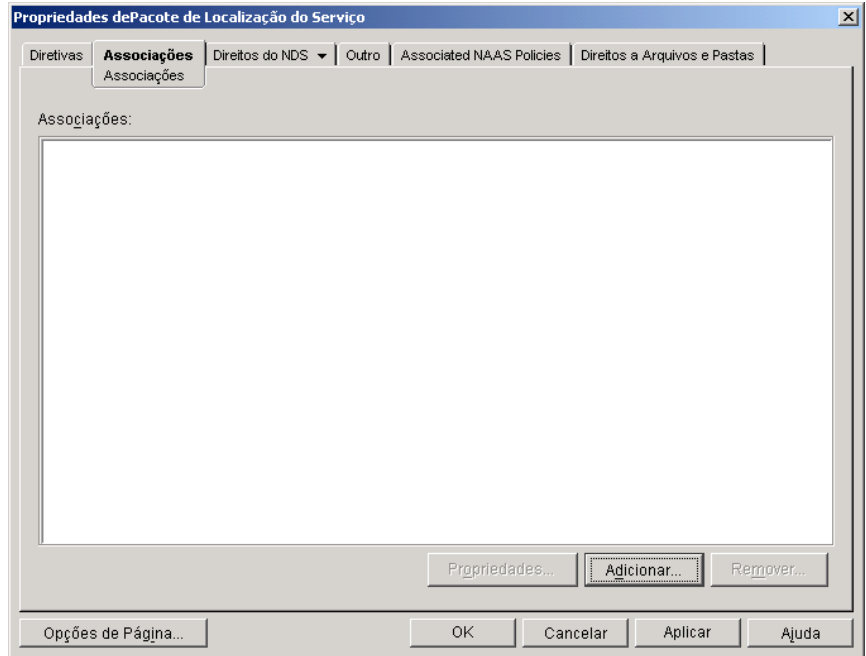 Propriedades dePacote de Localização do Serviço
Diretivas Associações Direitos do NDS Outro Associated NAAS Policies Direitos a Arquivos e Pastas
Associações
Associações:
Propriedades... Adicionar... Remover...
Opções de Página... OK Cancelar Aplicar Ajuda